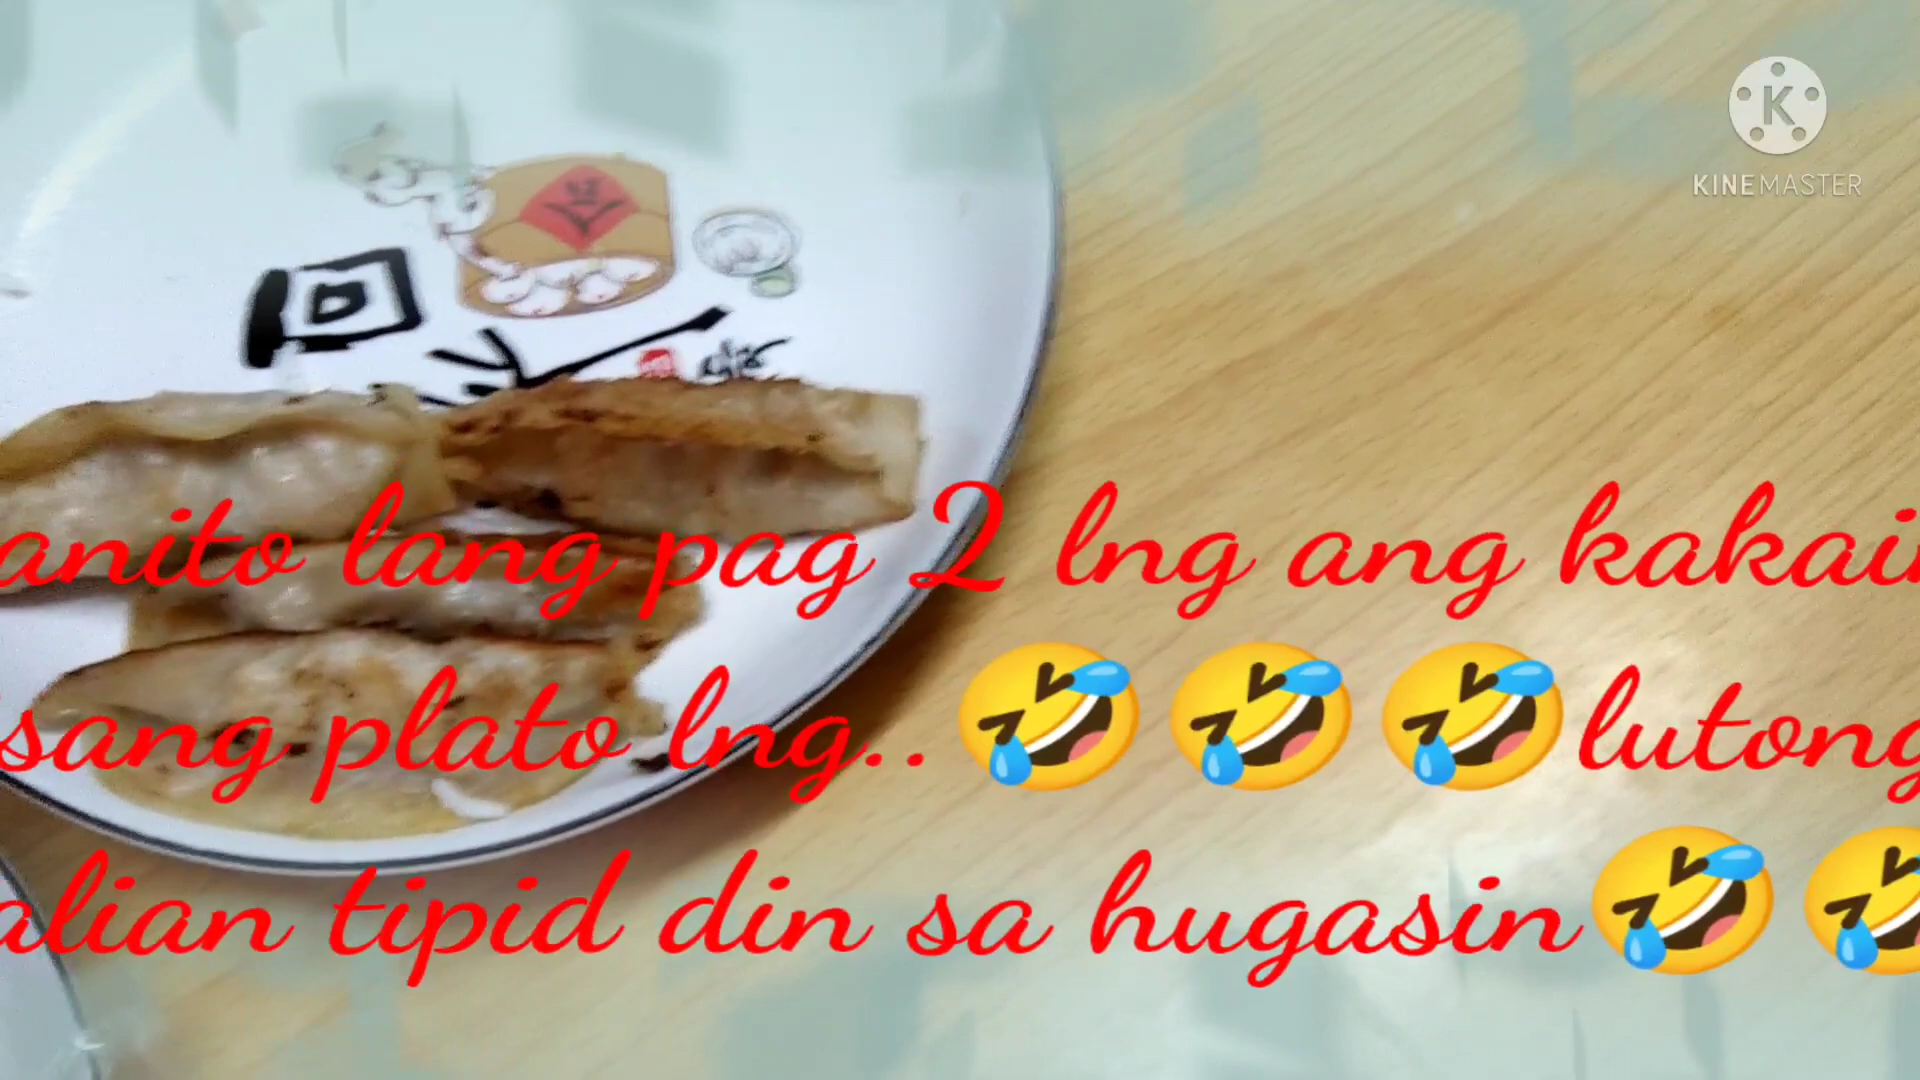 KINEMASTER
anito lang pag 2 lng ang kakai
sang plato lng.. 🤣🤣🤣lutong
alian tipid din sa hugasin🤣🤣